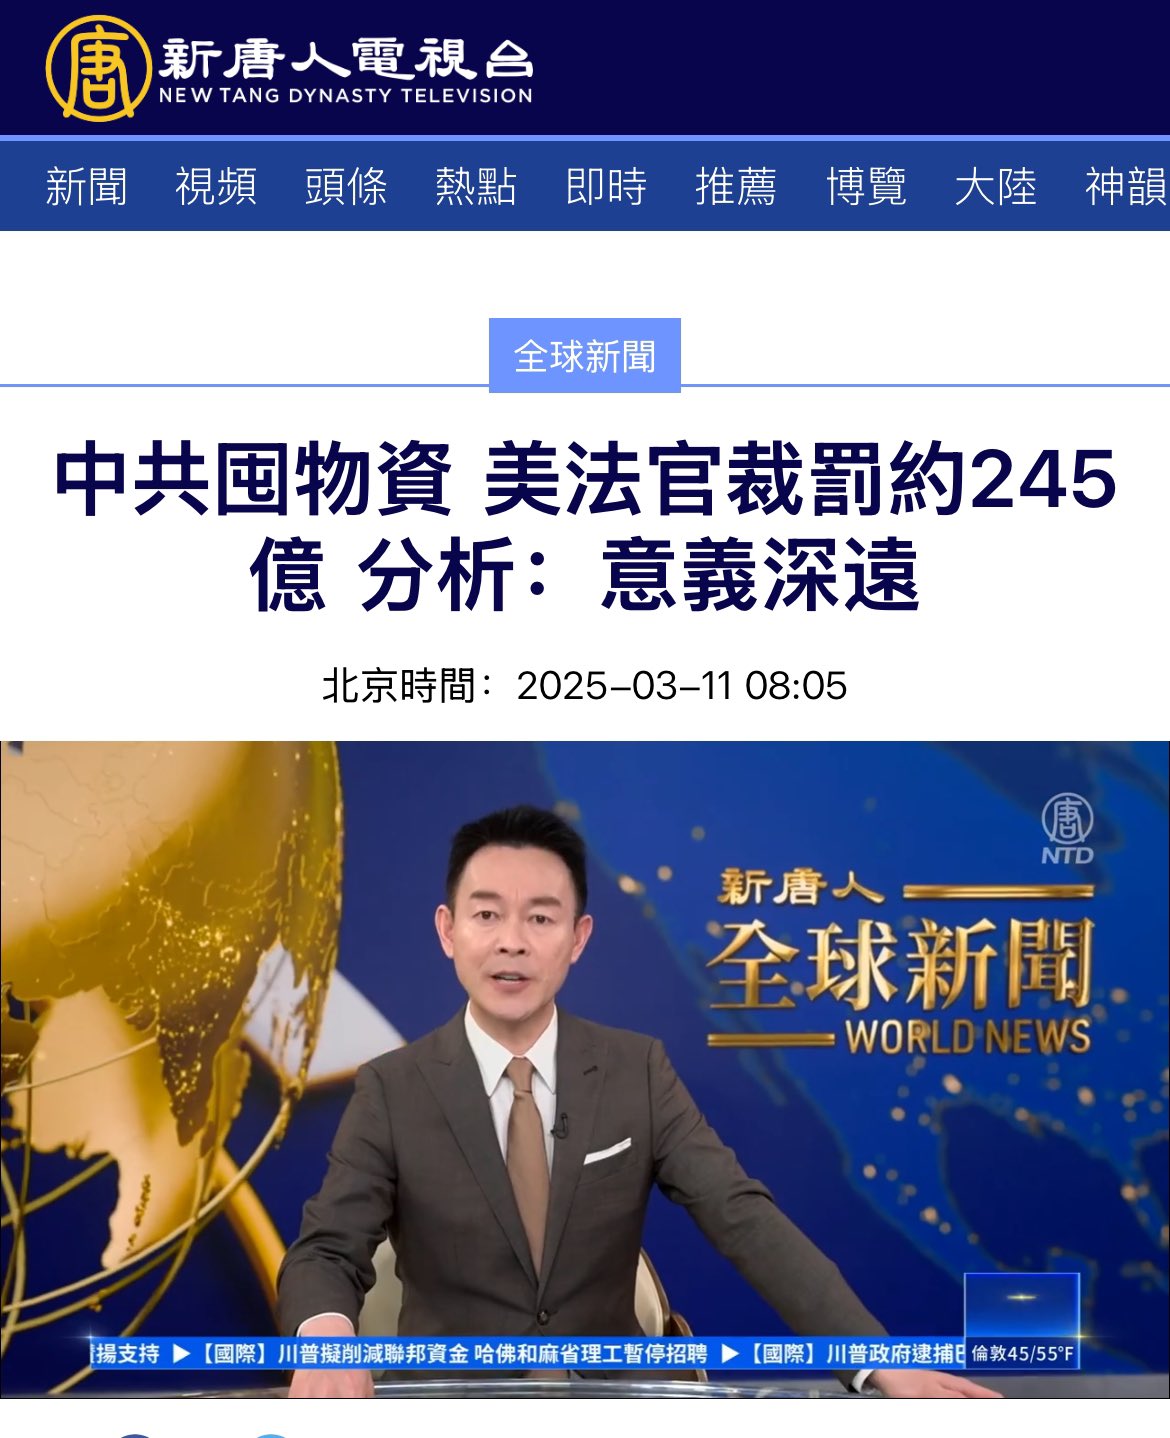 唐 新唐人電視台
NEW TANG DYNASTY TELEVISION
新聞 視頻 頭條 熱點 即時 推薦 博覽 大陸 神韻
全球新聞
中共囤物資 美法官裁罰約245
億 分析：意義深遠
北京時間：2025-03-11 08:05
唐
NTD
新唐人
全球新聞
WORLD NEWS
揚支持 ▶【國際】川普擬削減聯邦資金 哈佛和麻省理工暫停招聘 ▶【國際】川普政府逮捕 倫敦45/55°F